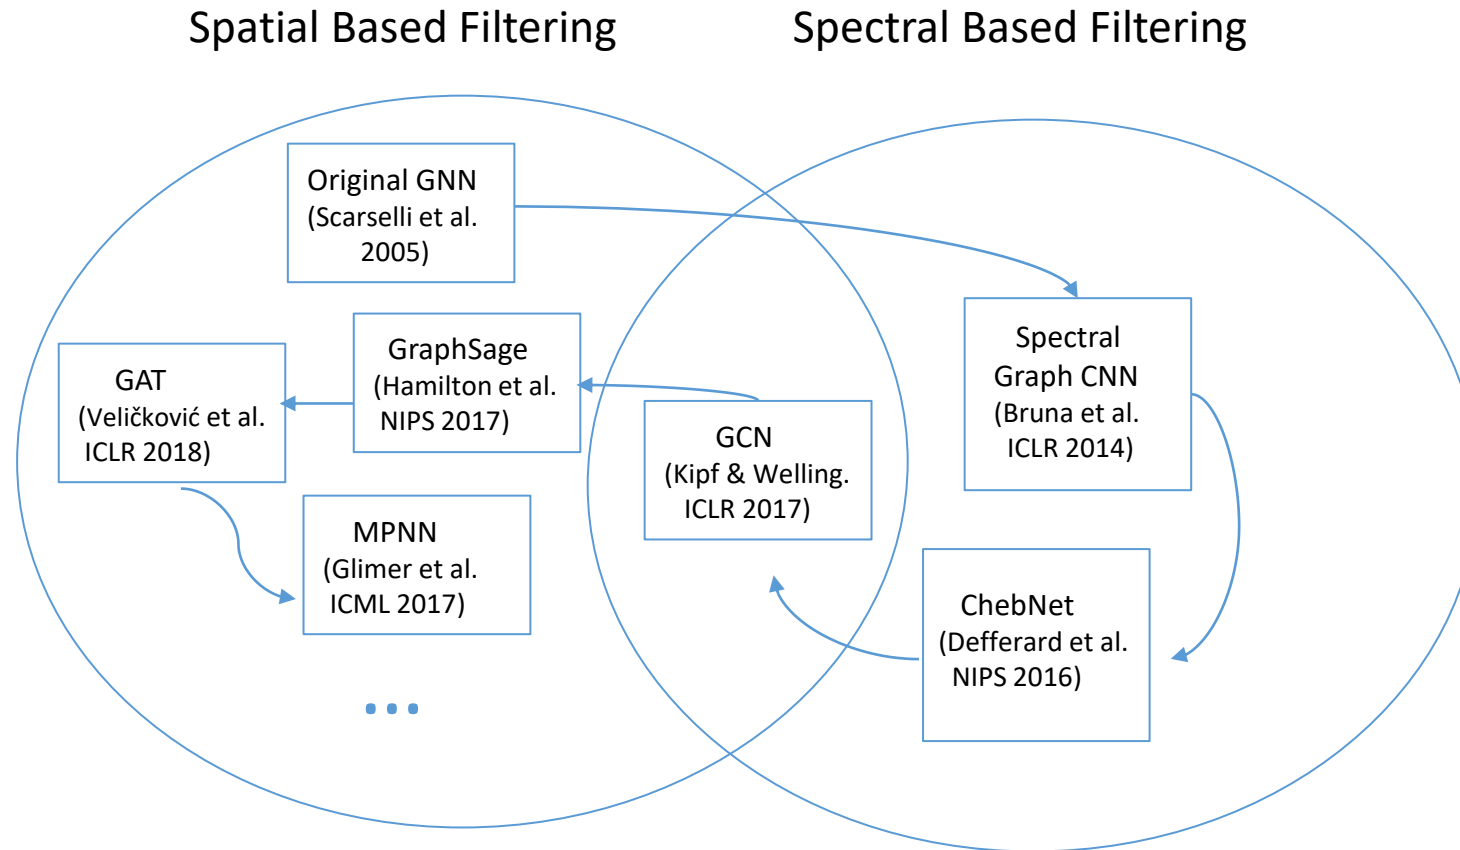 Spatial Based Filtering
Spectral Based Filtering
Original GNN
(Scarselli et al.
2005)
GraphSage
(Hamilton et al.
NIPS 2017)
GAT
(Veličković et al.
ICLR 2018)
MPNN
(Glimer et al.
ICML 2017)
...
GCN
(Kipf & Welling.
ICLR 2017)
Spectral
Graph CNN
(Bruna et al.
ICLR 2014)
ChebNet
(Defferard et al.
NIPS 2016)